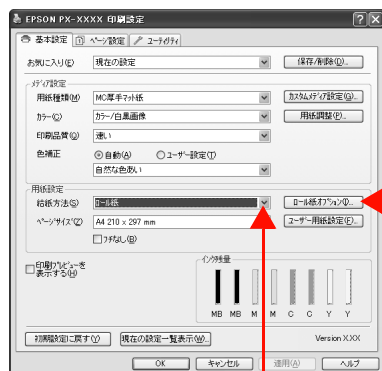 EPSON PX-XXXX 印刷設定
基本設定 ページ設定 ユーティリティ
お気に入り(E) 現在の設定 保存/削除(D)...
メディア設定
用紙種類(M) MC厚手マット紙 カスタムメディア設定(G)...
カラー(C) カラー/白黒画像 用紙調整(P)...
印刷品質(Q) 速い
色補正 自動(A) ユーザー設定(T)
自然な色あい
用紙設定
給紙方法(S) ロール紙 ロール紙オプション(I)...
ページサイズ(Z) A4 210 x 297 mm ユーザー用紙設定(F)...
フチなし(B)
印刷プレビューを
表示する(H)
インク残量
MB MB M M C C Y Y
初期設定に戻す(Y) 現在の設定一覧表示(W)... Version X.XX
OK キャンセル 適用(A) ヘルプ